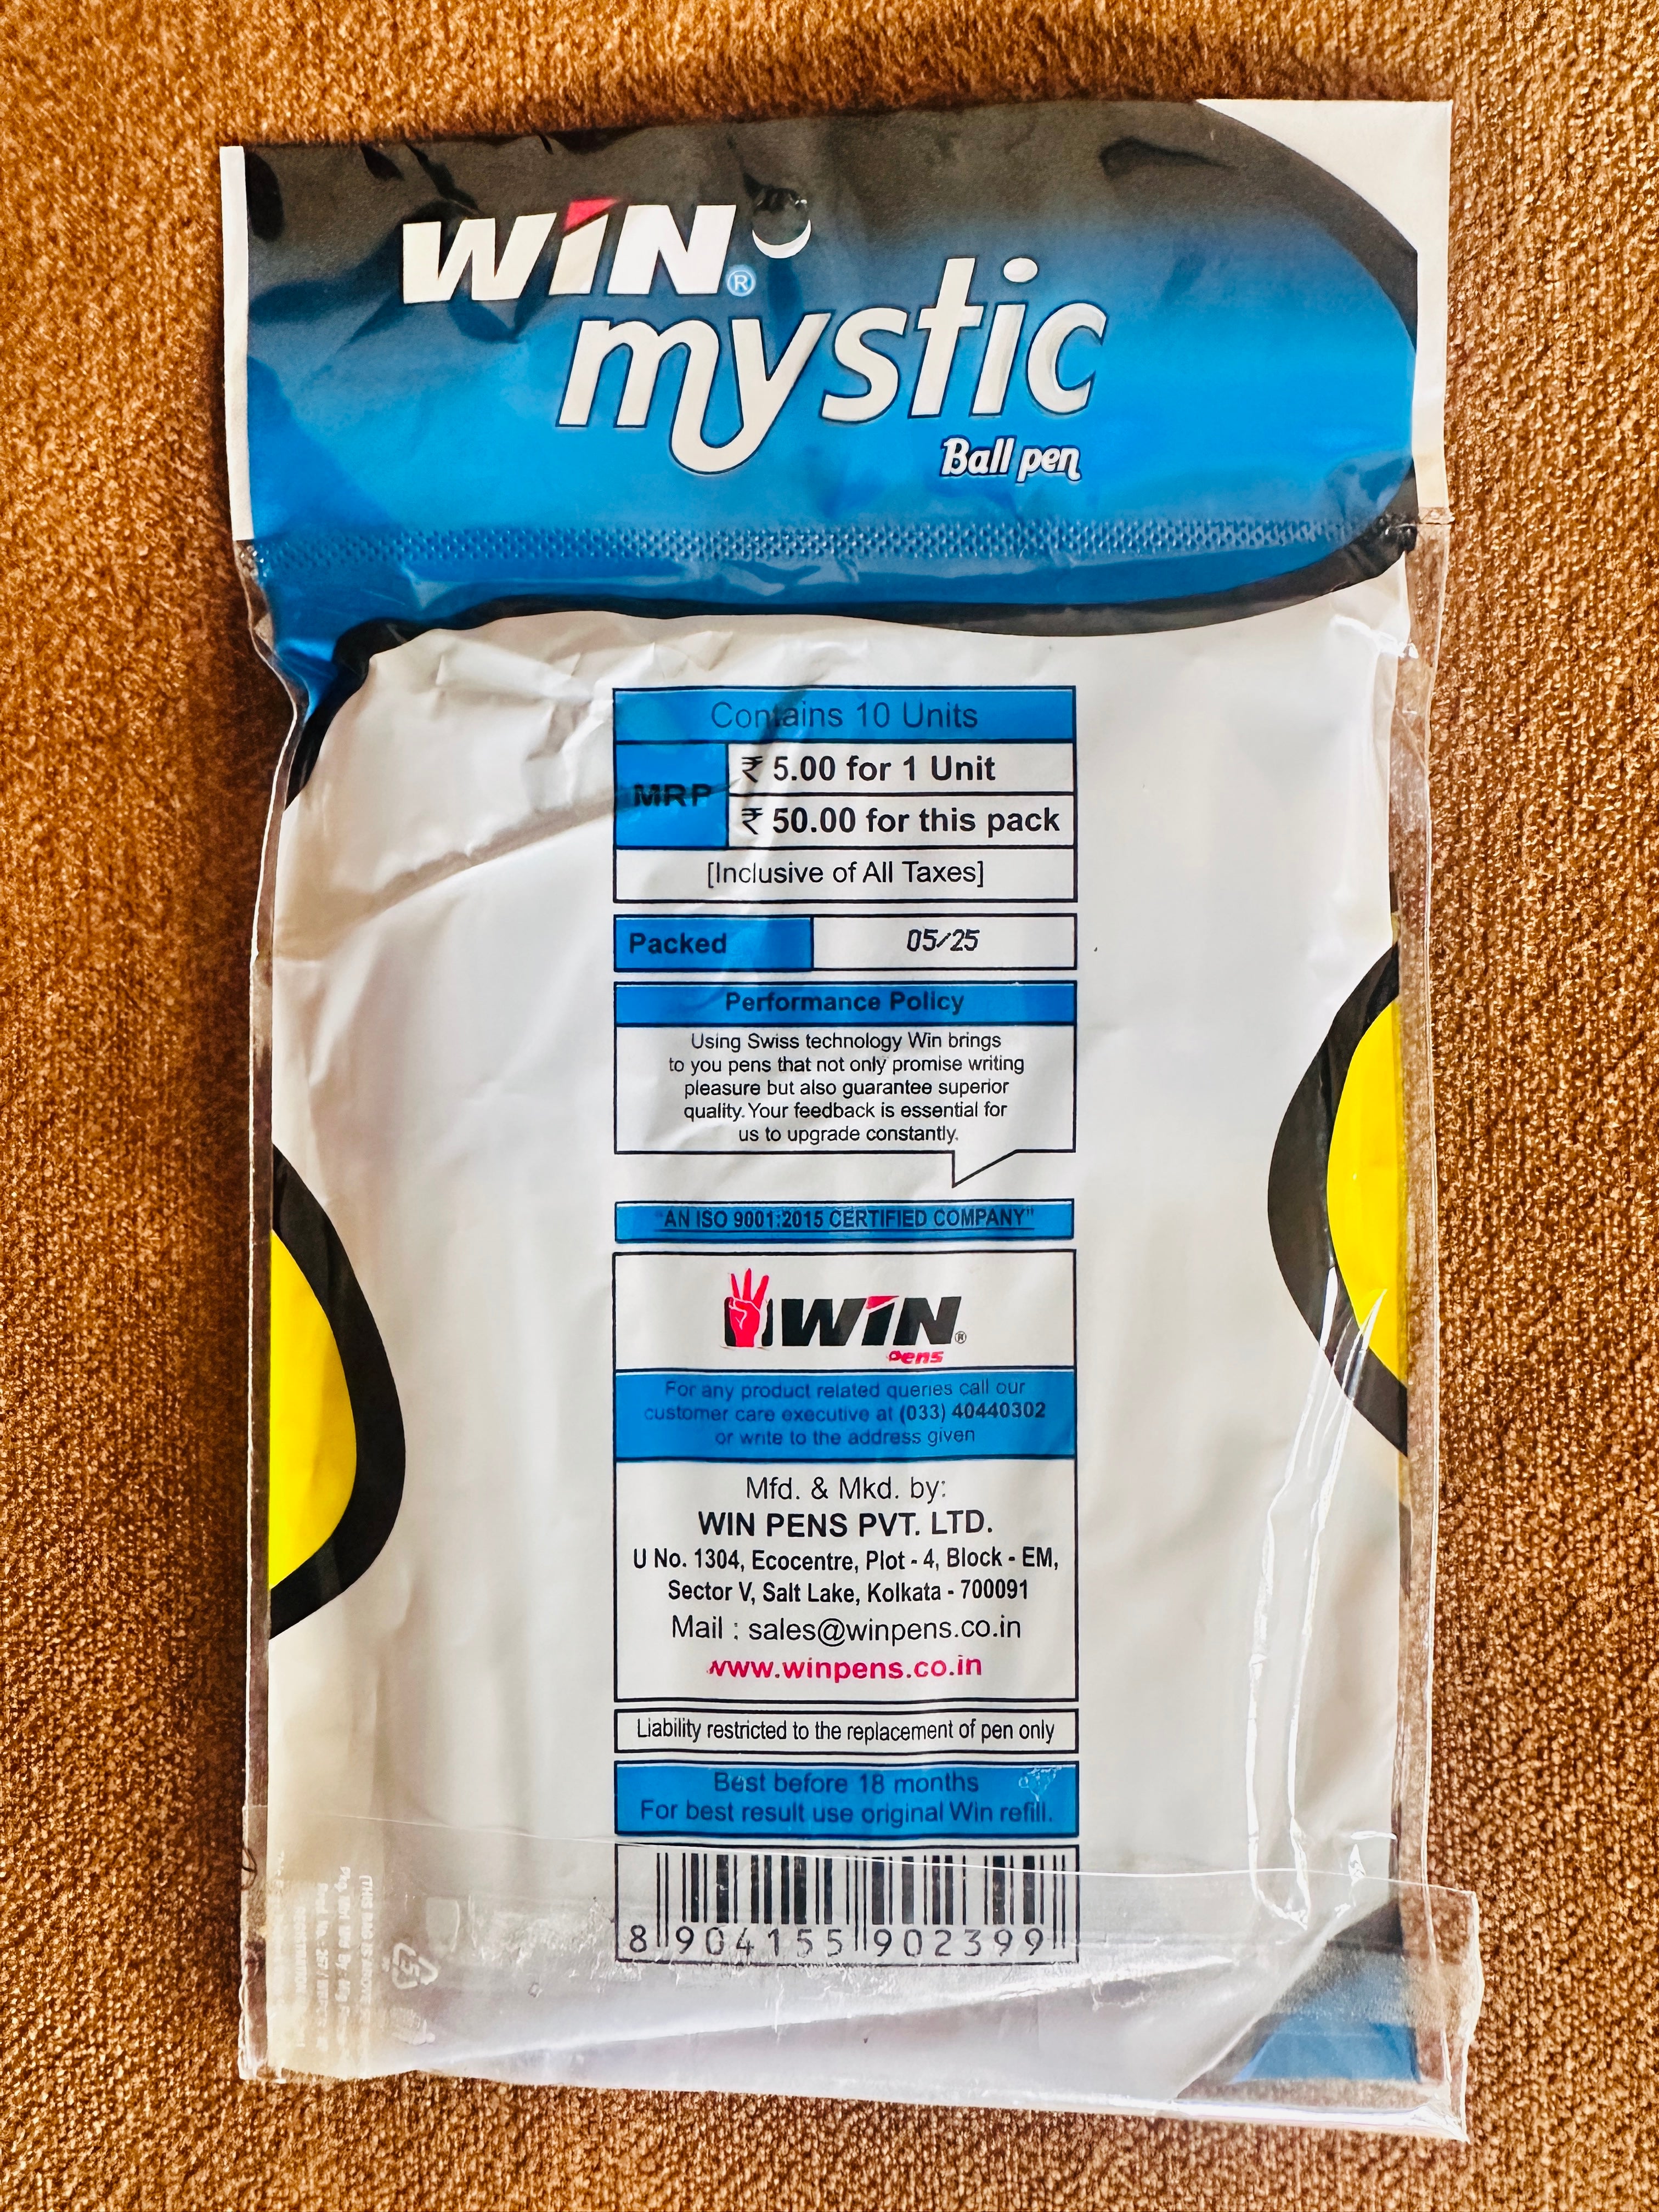 WIN®
mystic
Ball pen
Contains 10 Units
MRP
₹ 5.00 for 1 Unit
₹ 50.00 for this pack
[Inclusive of All Taxes]
Packed 05/25
Performance Policy
Using Swiss technology Win brings
to you pens that not only promise writing
pleasure but also guarantee superior
quality. Your feedback is essential for
us to upgrade constantly.
"AN ISO 9001:2015 CERTIFIED COMPANY"
WIN®
pens
For any product related queries call our
customer care executive at (033) 40440302
or write to the address given
Mfd. & Mkd. by:
WIN PENS PVT. LTD.
U No. 1304, Ecocentre, Plot - 4, Block - EM,
Sector V, Salt Lake, Kolkata - 700091
Mail : sales@winpens.co.in
www.winpens.co.in
Liability restricted to the replacement of pen only
Best before 18 months
For best result use original Win refill.
8 904155 902399
5